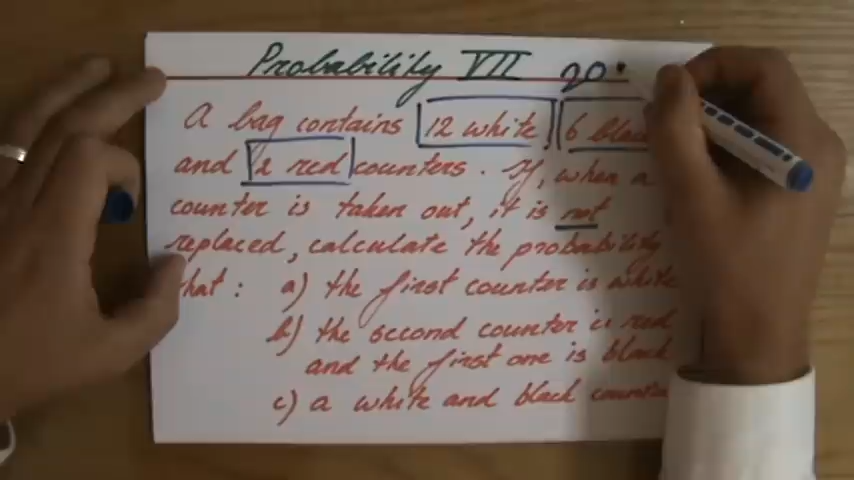 Probability VII 20
A bag contains 12 white 6 blac
and 2 red counters. If, when a
counter is taken out, it is not
replaced, calculate the probability
that: a) the first counter is white
b) the second counter is red
and the first one is black
c) a white and black counter